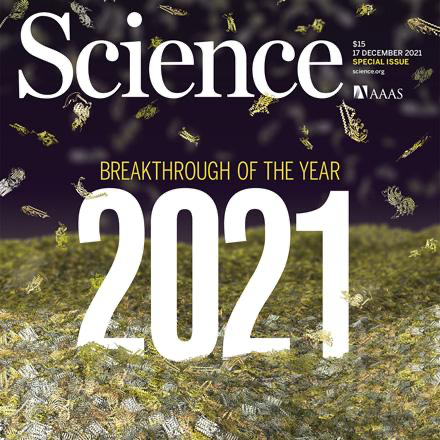 Science
$15
17 DECEMBER 2021
SPECIAL ISSUE
science.org
AAAS
BREAKTHROUGH OF THE YEAR
2021